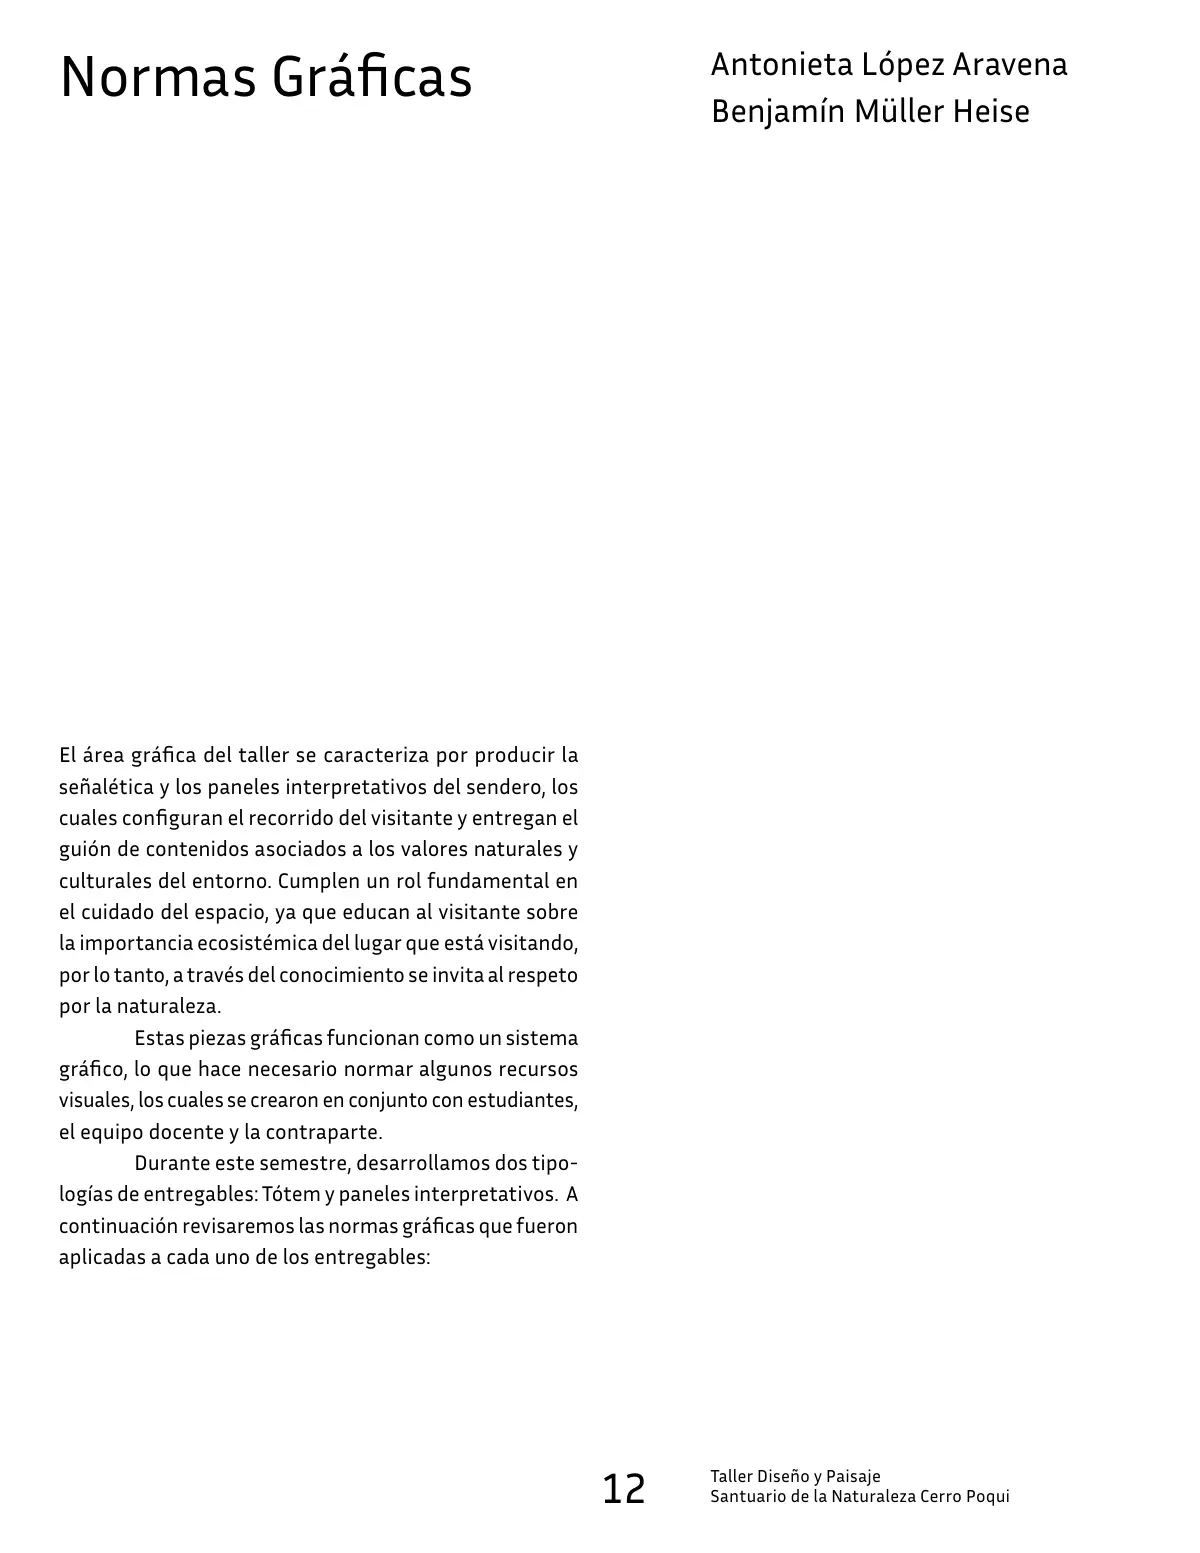 Normas Gráficas
Antonieta López Aravena
Benjamín Müller Heise
El área gráfica del taller se caracteriza por producir la
señalética y los paneles interpretativos del sendero, los
cuales configuran el recorrido del visitante y entregan el
guión de contenidos asociados a los valores naturales y
culturales del entorno. Cumplen un rol fundamental en
el cuidado del espacio, ya que educan al visitante sobre
la importancia ecosistémica del lugar que está visitando,
por lo tanto, a través del conocimiento se invita al respeto
por la naturaleza.
Estas piezas gráficas funcionan como un sistema
gráfico, lo que hace necesario normar algunos recursos
visuales, los cuales se crearon en conjunto con estudiantes,
el equipo docente y la contraparte.
Durante este semestre, desarrollamos dos tipo-
logías de entregables: Tótem y paneles interpretativos. A
continuación revisaremos las normas gráficas que fueron
aplicadas a cada uno de los entregables:
12
Taller Diseño y Paisaje
Santuario de la Naturaleza Cerro Poqui